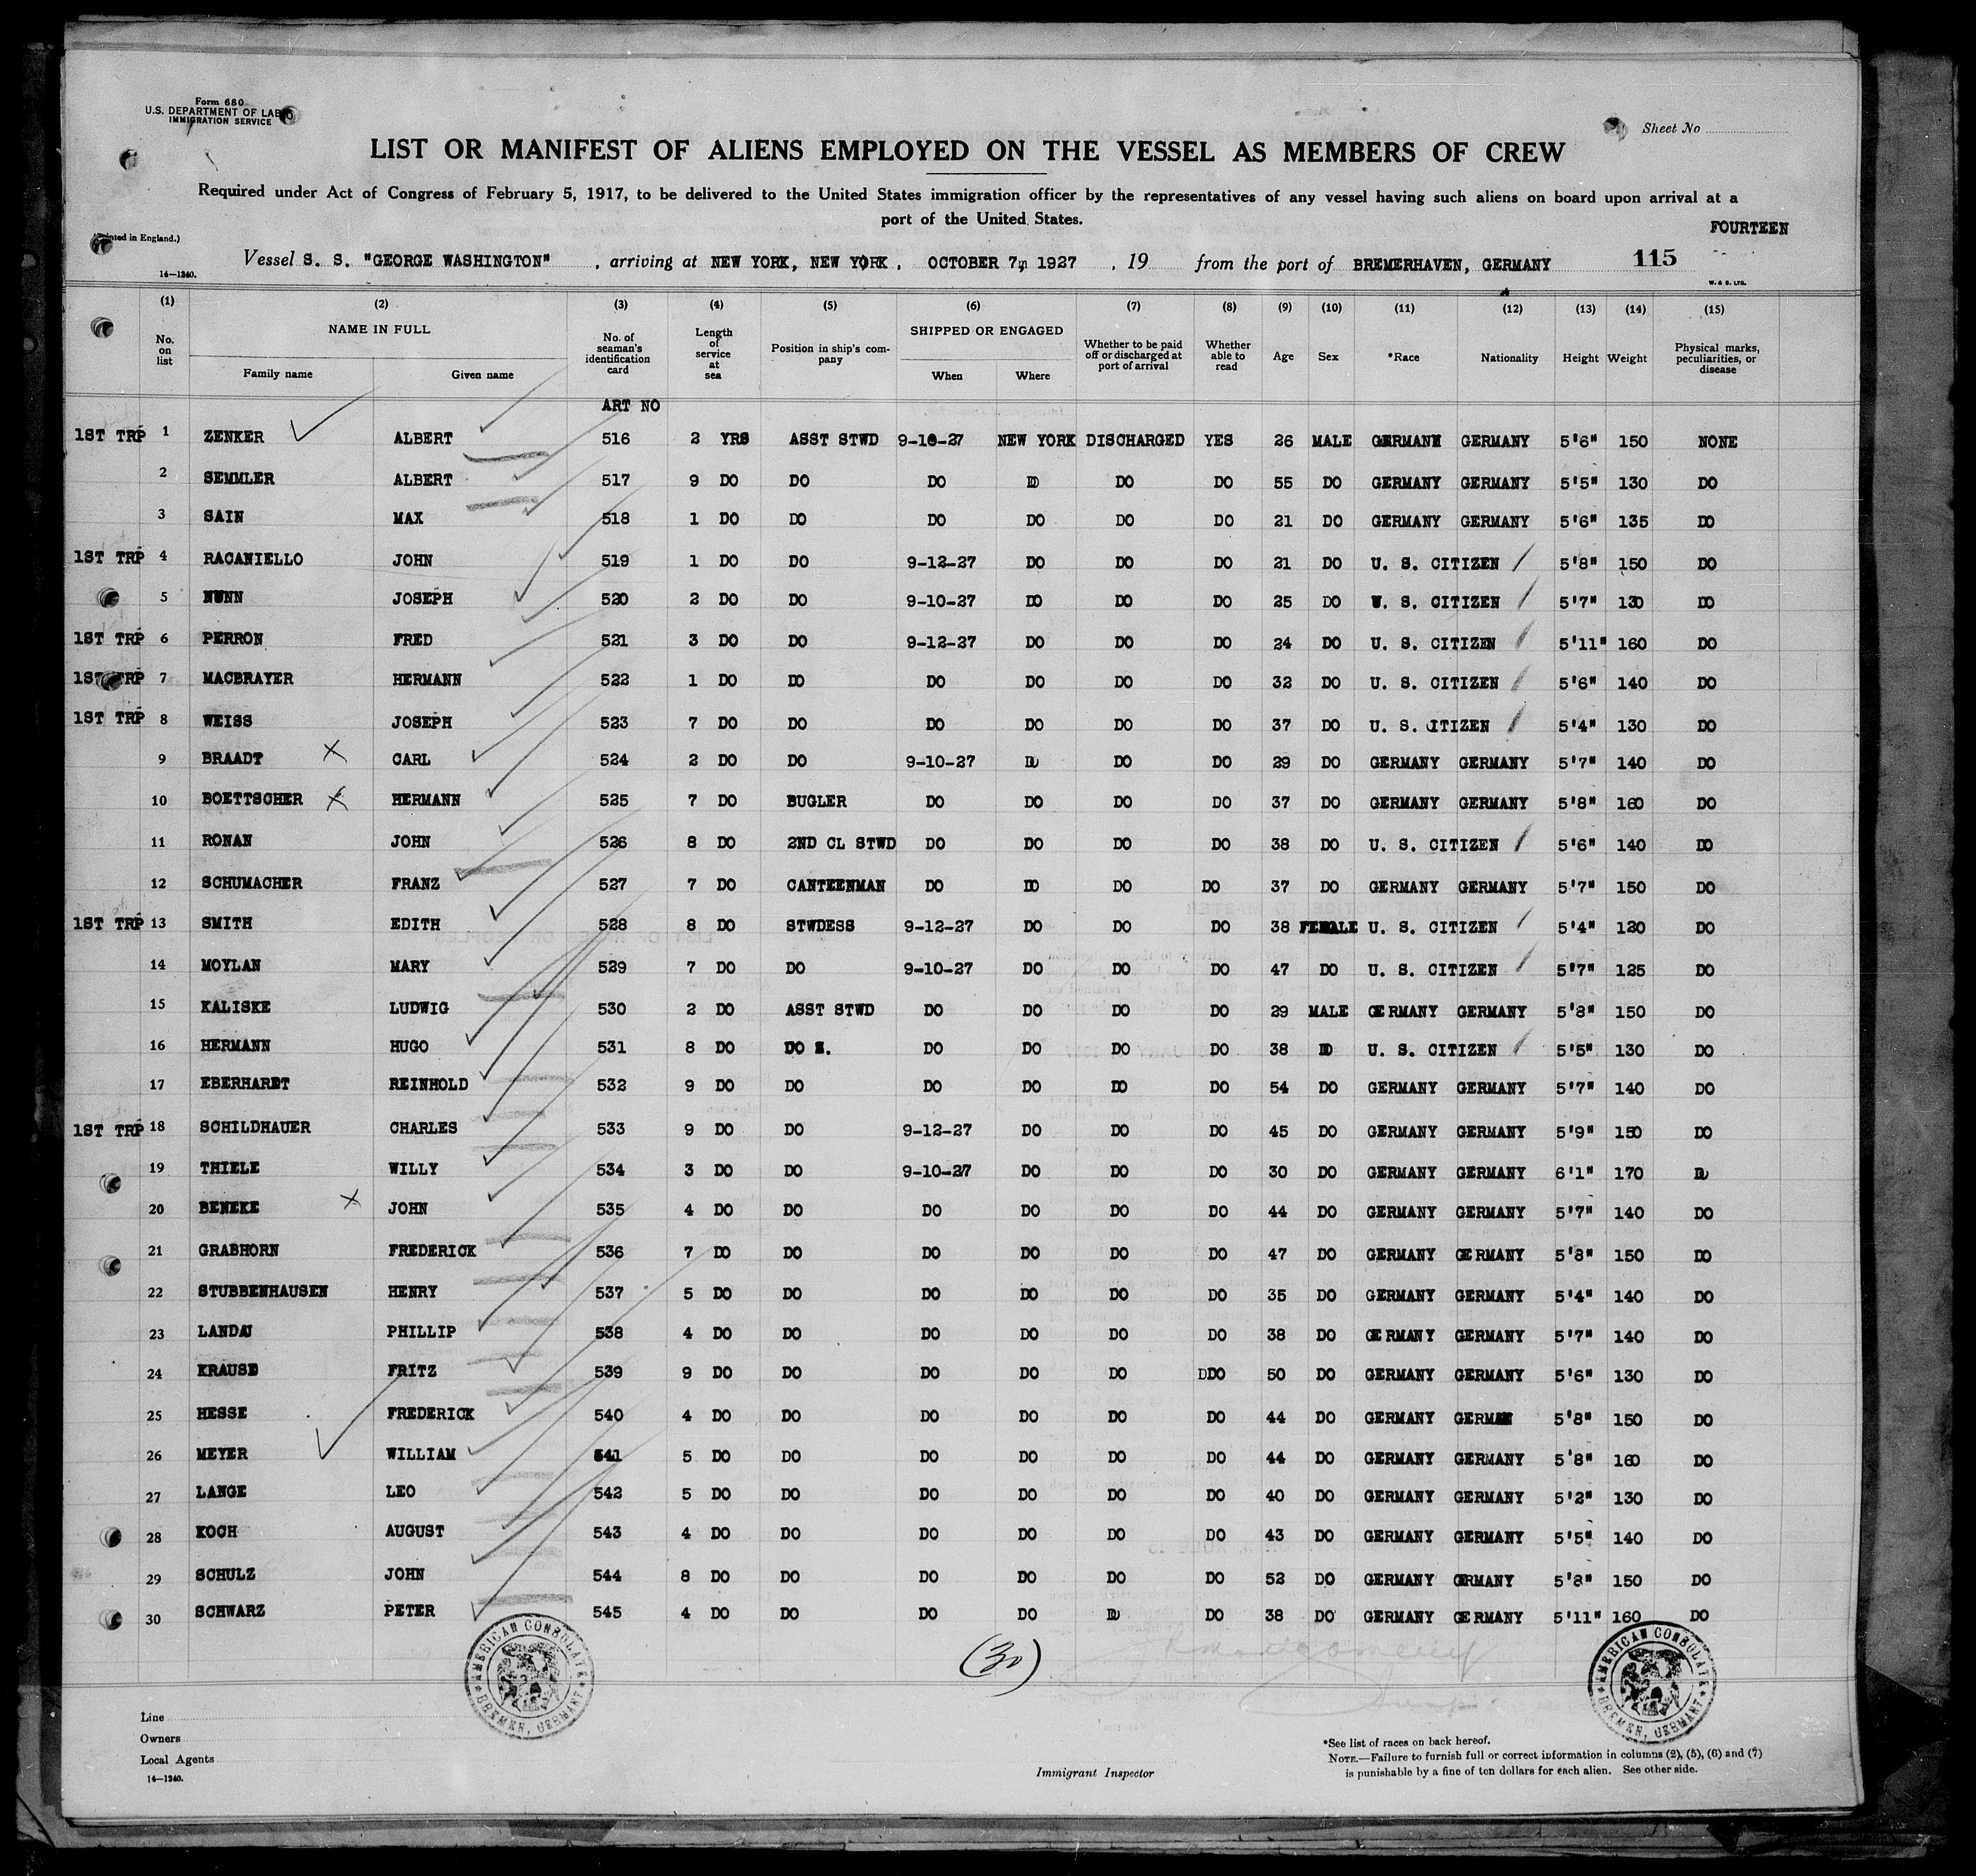 Form 680
U.S. DEPARTMENT OF LABO
IMMIGRATION SERVICE
Sheet No
LIST OR MANIFEST OF ALIENS EMPLOYED ON THE VESSEL AS MEMBERS OF CREW
Required under Act of Congress of February 5, 1917, to be delivered to the United States immigration officer by the representatives of any vessel having such aliens on board upon arrival at a
port of the United States.
FOURTEEN
(Printed in England.)
Vessel S. S. "GEORGE WASHINGTON", arriving at NEW YORK, NEW YORK, OCTOBER 7, 1927, 19 from the port of BREMERHAVEN, GERMANY 115
14—1240. W. & S. LTD.
(1) (2) (3) (4) (5) (6) (7) (8) (9) (10) (11) (12) (13) (14) (15)
No. on list NAME IN FULL Family name Given name No. of seaman's identification card Length of service at sea Position in ship's company SHIPPED OR ENGAGED When Where Whether to be paid off or discharged at port of arrival Whether able to read Age Sex *Race Nationality Height Weight Physical marks, peculiarities, or disease
ART NO
1ST TRP 1 ZENKER ALBERT 516 2 YRS ASST STWD 9-10-27 NEW YORK DISCHARGED YES 26 MALE GERMANY GERMANY 5'6" 150 NONE
2 SEMMLER ALBERT 517 9 DO DO DO DO DO DO 55 DO GERMANY GERMANY 5'5" 130 DO
3 SAIN MAX 518 1 DO DO DO DO DO DO 21 DO GERMANY GERMANY 5'6" 135 DO
1ST TRP 4 RACANIELLO JOHN 519 1 DO DO 9-12-27 DO DO DO 21 DO U. S. CITIZEN 5'8" 150 DO
5 NUNN JOSEPH 520 2 DO DO 9-10-27 DO DO DO 25 DO U. S. CITIZEN 5'7" 130 DO
1ST TRP 6 PERRON FRED 521 3 DO DO 9-12-27 DO DO DO 24 DO U. S. CITIZEN 5'11" 160 DO
1ST TRP 7 MACBRAYER HERMANN 522 1 DO DO DO DO DO DO 32 DO U. S. CITIZEN 5'6" 140 DO
1ST TRP 8 WEISS JOSEPH 523 7 DO DO DO DO DO DO 37 DO U. S. CITIZEN 5'4" 130 DO
9 BRAADT CARL 524 2 DO DO 9-10-27 DO DO DO 29 DO GERMANY GERMANY 5'7" 140 DO
10 BOETTSCHER HERMANN 525 7 DO BUGLER DO DO DO DO 37 DO GERMANY GERMANY 5'8" 160 DO
11 RONAN JOHN 526 8 DO 2ND CL STWD DO DO DO DO 38 DO U. S. CITIZEN 5'6" 140 DO
12 SCHUMACHER FRANZ 527 7 DO CANTEENMAN DO DO DO DO 37 DO GERMANY GERMANY 5'7" 150 DO
1ST TRP 13 SMITH EDITH 528 8 DO STWDESS 9-12-27 DO DO DO 38 FEMALE U. S. CITIZEN 5'4" 120 DO
14 MOYLAN MARY 529 7 DO DO 9-10-27 DO DO DO 47 DO U. S. CITIZEN 5'7" 125 DO
15 KALISKE LUDWIG 530 2 DO ASST STWD DO DO DO DO 29 MALE GERMANY GERMANY 5'8" 150 DO
16 HERMANN HUGO 531 8 DO DO DO DO DO DO 38 DO U. S. CITIZEN 5'5" 130 DO
17 EBERHARDT REINHOLD 532 9 DO DO DO DO DO DO 54 DO GERMANY GERMANY 5'7" 140 DO
1ST TRP 18 SCHILDHAUER CHARLES 533 9 DO DO 9-12-27 DO DO DO 45 DO GERMANY GERMANY 5'9" 150 DO
19 THIELE WILLY 534 3 DO DO 9-10-27 DO DO DO 30 DO GERMANY GERMANY 6'1" 170 DO
20 BENEKE JOHN 535 4 DO DO DO DO DO DO 44 DO GERMANY GERMANY 5'7" 140 DO
21 GRABHORN FREDERICK 536 7 DO DO DO DO DO DO 47 DO GERMANY GERMANY 5'8" 150 DO
22 STUBBENHAUSEN HENRY 537 5 DO DO DO DO DO DO 35 DO GERMANY GERMANY 5'4" 140 DO
23 LANDAU PHILLIP 538 4 DO DO DO DO DO DO 38 DO GERMANY GERMANY 5'7" 140 DO
24 KRAUSE FRITZ 539 9 DO DO DO DO DO DDO 50 DO GERMANY GERMANY 5'6" 130 DO
25 HESSE FREDERICK 540 4 DO DO DO DO DO DO 44 DO GERMANY GERMANY 5'8" 150 DO
26 MEYER WILLIAM 541 5 DO DO DO DO DO DO 44 DO GERMANY GERMANY 5'8" 160 DO
27 LANGE LEO 542 5 DO DO DO DO DO DO 40 DO GERMANY GERMANY 5'2" 130 DO
28 KOCH AUGUST 543 4 DO DO DO DO DO DO 43 DO GERMANY GERMANY 5'5" 140 DO
29 SCHULZ JOHN 544 8 DO DO DO DO DO DO 52 DO GERMANY GERMANY 5'8" 150 DO
30 SCHWARZ PETER 545 4 DO DO DO DO DO DO 38 DO GERMANY GERMANY 5'11" 160 DO
(30)
AMERICAN CONSULATE BREMEN, GERMANY
AMERICAN CONSULATE BREMEN, GERMANY
Line
Owners
Local Agents
14—1240.
Immigrant Inspector
*See list of races on back hereof.
NOTE.—Failure to furnish full or correct information in columns (2), (5), (6) and (7)
is punishable by a fine of ten dollars for each alien. See other side.